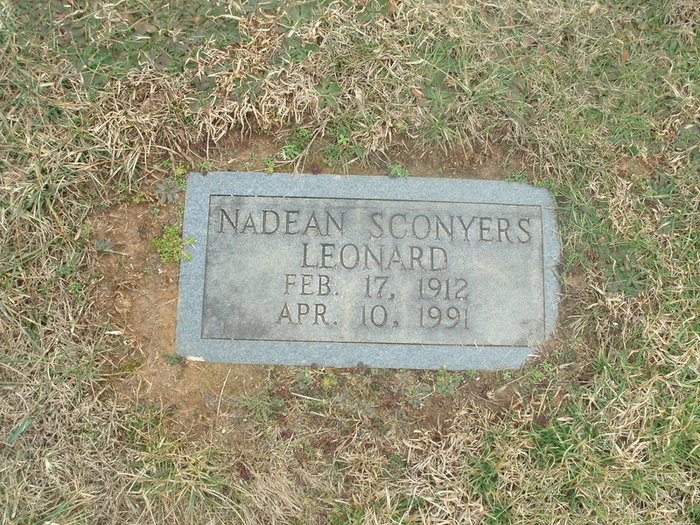 NADEAN SCONYERS
LEONARD
FEB. 17, 1912
APR. 10, 1991